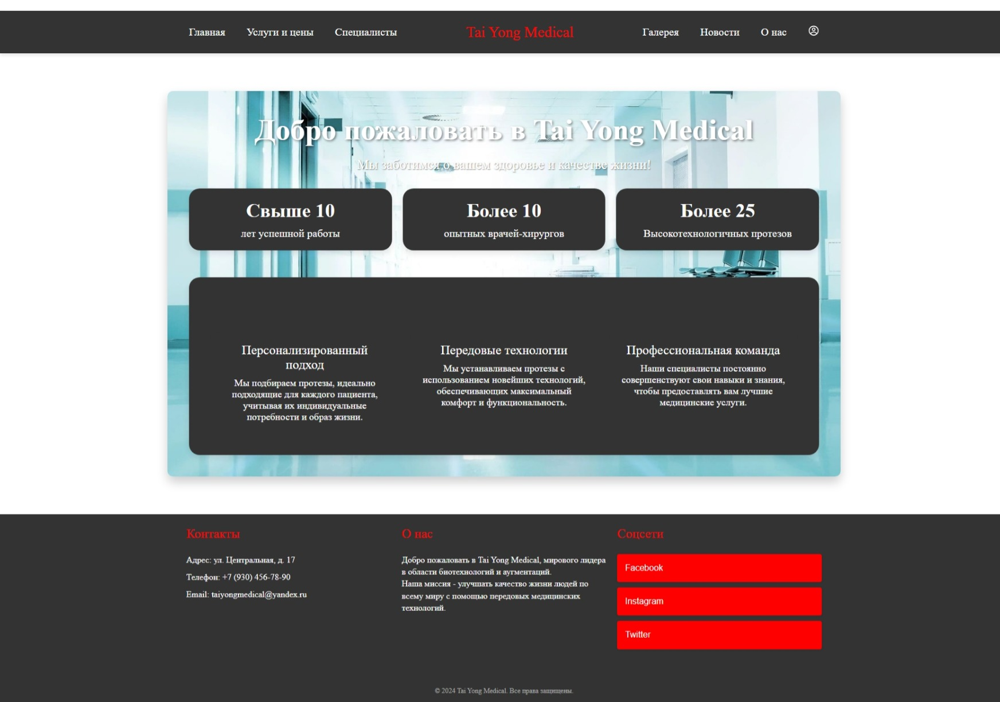 Главная Услуги и цены Специалисты Tai Yong Medical Галерея Новости О нас
Добро пожаловать в Tai Yong Medical
Мы заботимся о вашем здоровье и качестве жизни!
Свыше 10
лет успешной работы
Более 10
опытных врачей-хирургов
Более 25
Высокотехнологичных протезов
Персонализированный
подход
Мы подбираем протезы, идеально
подходящие для каждого пациента,
учитывая их индивидуальные
потребности и образ жизни.
Передовые технологии
Мы устанавливаем протезы с
использованием новейших технологий,
обеспечивающих максимальный
комфорт и функциональность.
Профессиональная команда
Наши специалисты постоянно
совершенствуют свои навыки и знания,
чтобы предоставлять вам лучшие
медицинские услуги.
Контакты
Адрес: ул. Центральная, д. 17
Телефон: +7 (930) 456-78-90
Email: taiyongmedical@yandex.ru
О нас
Добро пожаловать в Tai Yong Medical, мирового лидера
в области биотехнологий и аугментаций.
Наша миссия - улучшать качество жизни людей по
всему миру с помощью передовых медицинских
технологий.
Соцсети
Facebook
Instagram
Twitter
© 2024 Tai Yong Medical. Все права защищены.